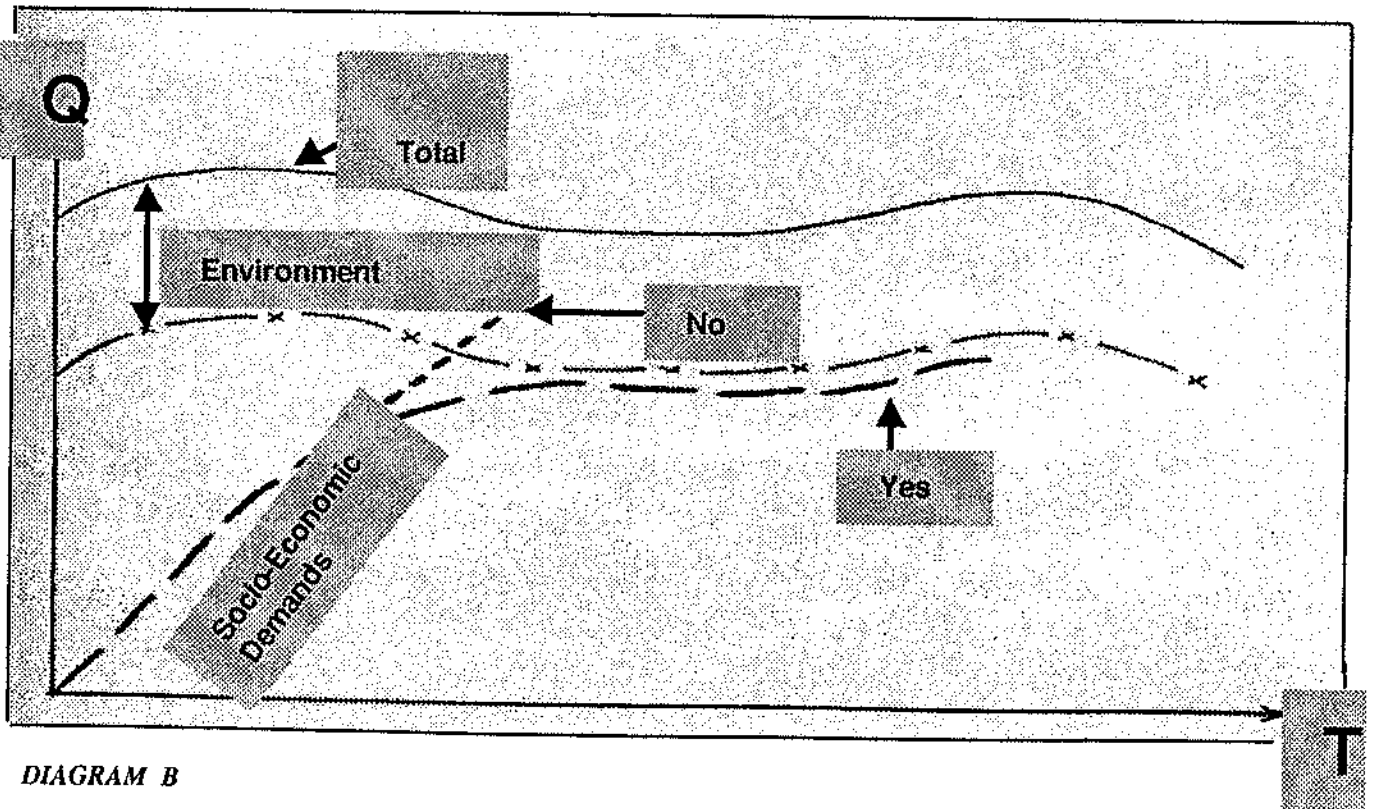 Q
Total
Environment
No
Socio-Economic
Demands
Yes
T
DIAGRAM B